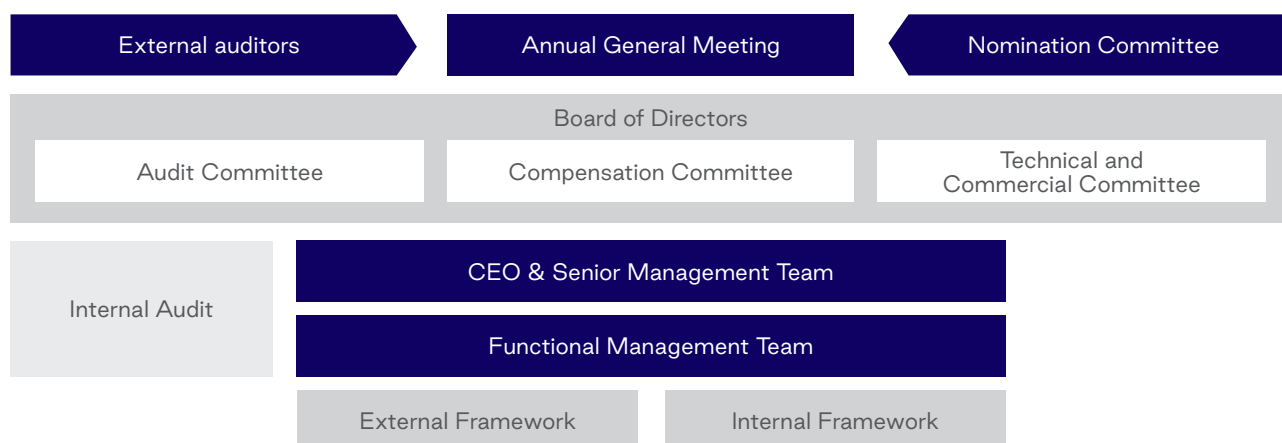 External auditors
Annual General Meeting
Nomination Committee
Board of Directors
Audit Committee
Compensation Committee
Technical and
Commercial Committee
Internal Audit
CEO & Senior Management Team
Functional Management Team
External Framework
Internal Framework